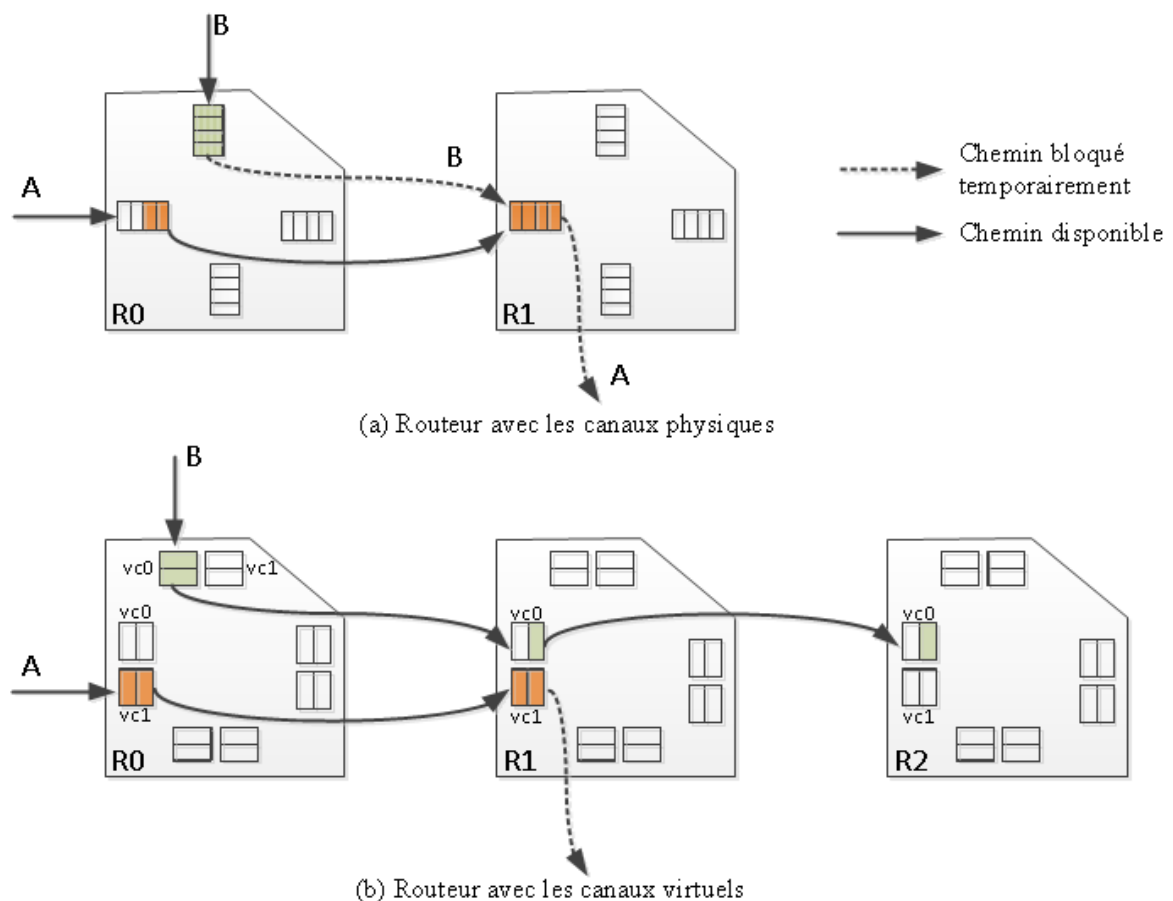 B
A
B
R0
R1
A
Chemin bloqué
temporairement
Chemin disponible
(a) Routeur avec les canaux physiques
B
vc0
vc1
vc0
A
vc1
R0
vc0
vc1
R1
vc0
vc1
R2
(b) Routeur avec les canaux virtuels